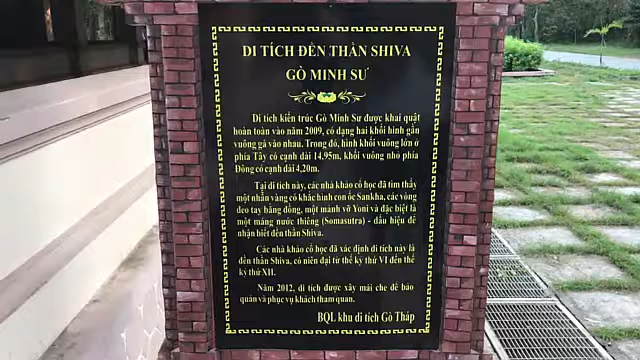 DI TÍCH ĐỀN THẦN SHIVA
GÒ MINH SƯ
Di tích kiến trúc Gò Minh Sư được khai quật
hoàn toàn vào năm 2009, có dạng hai khối hình gần
vuông gá vào nhau. Trong đó, hình khối vuông lớn ở
phía Tây có cạnh dài 14,95m, khối vuông nhỏ phía
Đông có cạnh dài 4,20m.
Tại di tích này, các nhà khảo cổ học đã tìm thấy
một nhẫn vàng có khắc hình con ốc Sankha, các vòng
đeo tay bằng đồng, một mảnh vỡ Yoni và đặc biệt là
một máng nước thiêng (Somasutra) - dấu hiệu để
nhận biết đền thần Shiva.
Các nhà khảo cổ học đã xác định di tích này là
đền thần Shiva, có niên đại từ thế kỷ thứ VI đến thế
kỷ thứ XII.
Năm 2012, di tích được xây mái che để bảo
quản và phục vụ khách tham quan.
BQL khu di tích Gò Tháp